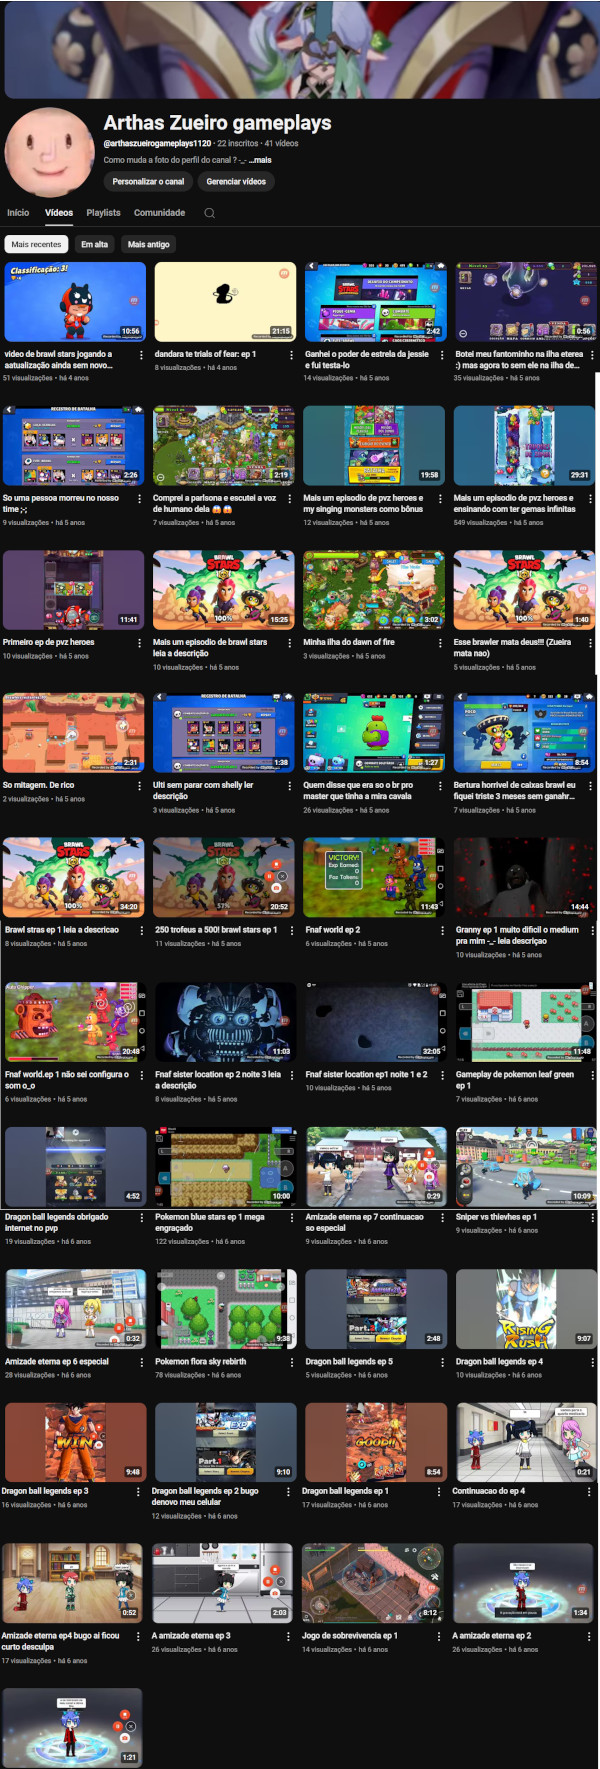 Arthas Zueiro gameplays
@arthaszueirogameplays1120 · 22 inscritos · 41 vídeos
Como muda a foto do perfil do canal ? -_- ...mais
Personalizar o canal
Gerenciar vídeos
Início
Vídeos
Playlists
Comunidade
Mais recentes
Em alta
Mais antigo
Classificação: 3!
10:56
21:15
2:42
0:56
video de brawl stars jogando a aatualização ainda sem novo...
51 visualizações • há 4 anos
dandara te trials of fear: ep 1
8 visualizações • há 4 anos
Ganhei o poder de estrela da jessie e fui testa-lo
14 visualizações • há 5 anos
Botei meu fantominho na ilha eterea :) mas agora to sem ele na ilha de...
35 visualizações • há 5 anos
REGISTRO DE BATALHA
2:26
2:19
19:58
29:31
So uma pessoa morreu no nosso time ;-;
9 visualizações • há 5 anos
Comprei a parlsona e escutei a voz de humano dela 😱 😱
7 visualizações • há 5 anos
Mais um episodio de pvz heroes e my singing monsters como bônus
12 visualizações • há 5 anos
Mais um episodio de pvz heroes e ensinando com ter gemas infinitas
549 visualizações • há 5 anos
11:41
BRAWL STARS
100%
15:25
3:02
BRAWL STARS
100%
1:40
Primeiro ep de pvz heroes
10 visualizações • há 5 anos
Mais um episodio de brawl stars leia a descrição
10 visualizações • há 5 anos
Minha ilha do dawn of fire
3 visualizações • há 5 anos
Esse brawler mata deus!!! (Zueira mata nao)
5 visualizações • há 5 anos
2:31
REGISTRO DE BATALHA
1:38
1:27
8:54
So mitagem. De rico
2 visualizações • há 5 anos
Ulti sem parar com shelly ler descrição
3 visualizações • há 5 anos
Quem disse que era so o br pro master que tinha a mira cavala
26 visualizações • há 5 anos
Bertura horrivel de caixas brawl eu fiquei triste 3 meses sem ganahr...
7 visualizações • há 5 anos
BRAWL STARS
100%
34:20
BRAWL STARS
57%
20:52
VICTORY!
Exp Earned:
0
Faz Tokens:
0
11:43
14:44
Brawl stras ep 1 leia a descricao
8 visualizações • há 5 anos
250 trofeus a 500! brawl stars ep 1
11 visualizações • há 5 anos
Fnaf world ep 2
6 visualizações • há 5 anos
Granny ep 1 muito dificil o medium pra mim -_- leia descriçao
10 visualizações • há 5 anos
20:48
11:03
32:05
11:48
Fnaf world.ep 1 não sei configura o som o_o
6 visualizações • há 5 anos
Fnaf sister location ep 2 noite 3 leia a descrição
8 visualizações • há 5 anos
Fnaf sister location ep1 noite 1 e 2
10 visualizações • há 5 anos
Gameplay de pokemon leaf green ep 1
7 visualizações • há 6 anos
4:52
10:00
0:29
10:09
Dragon ball legends obrigado internet no pvp
19 visualizações • há 6 anos
Pokemon blue stars ep 1 mega engraçado
122 visualizações • há 6 anos
Amizade eterna ep 7 continuacao so especial
9 visualizações • há 6 anos
Sniper vs thievhes ep 1
9 visualizações • há 6 anos
0:32
9:38
Part.1
2:48
RISING RUSH
9:07
Amizade eterna ep 6 especial
28 visualizações • há 6 anos
Pokemon flora sky rebirth
78 visualizações • há 6 anos
Dragon ball legends ep 5
5 visualizações • há 6 anos
Dragon ball legends ep 4
10 visualizações • há 6 anos
WIN
9:48
EXP
Part.1
9:10
GOOD!!
8:54
0:21
Dragon ball legends ep 3
16 visualizações • há 6 anos
Dragon ball legends ep 2 bugo denovo meu celular
12 visualizações • há 6 anos
Dragon ball legends ep 1
17 visualizações • há 6 anos
Continuacao do ep 4
17 visualizações • há 6 anos
0:52
2:03
8:12
1:34
Amizade eterna ep4 bugo ai ficou curto desculpa
17 visualizações • há 6 anos
A amizade eterna ep 3
26 visualizações • há 6 anos
Jogo de sobrevivencia ep 1
14 visualizações • há 6 anos
A amizade eterna ep 2
26 visualizações • há 6 anos
1:21